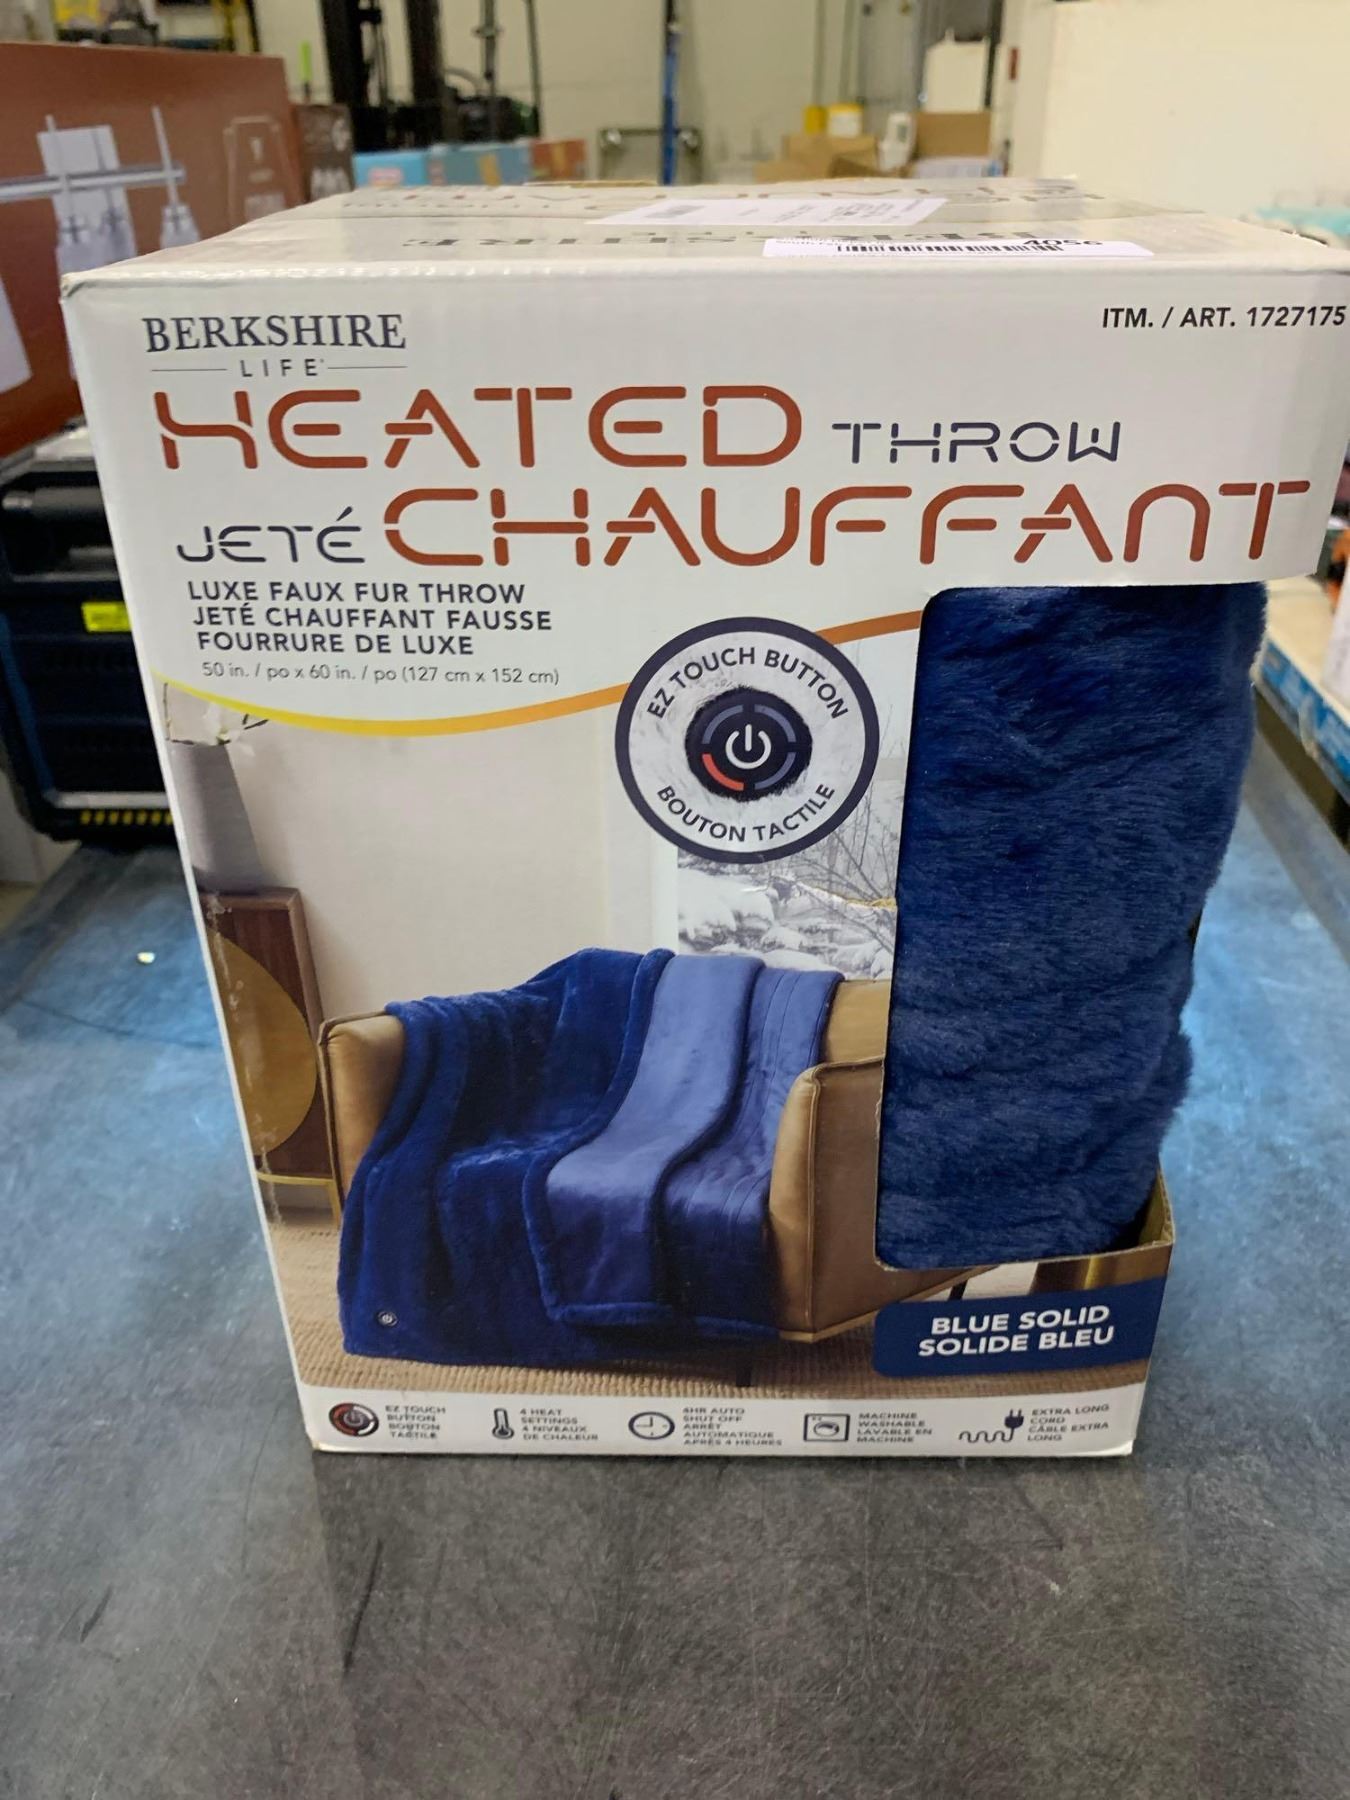 4056
BERKSHIRE
LIFE
ITM. / ART. 1727175
HEATED THROW
JETÉ CHAUFFANT
LUXE FAUX FUR THROW
JETÉ CHAUFFANT FAUSSE
FOURRURE DE LUXE
50 in. / po x 60 in. / po (127 cm x 152 cm)
EZ TOUCH BUTTON
BOUTON TACTILE
BLUE SOLID
SOLIDE BLEU
EZ TOUCH
BUTTON
BOUTON
TACTILE
4 HEAT
SETTINGS
4 NIVEAUX
DE CHALEUR
4HR AUTO
SHUT OFF
ARRÊT
AUTOMATIQUE
APRÈS 4 HEURES
MACHINE
WASHABLE
LAVABLE EN
MACHINE
EXTRA LONG
CORD
CÂBLE EXTRA
LONG